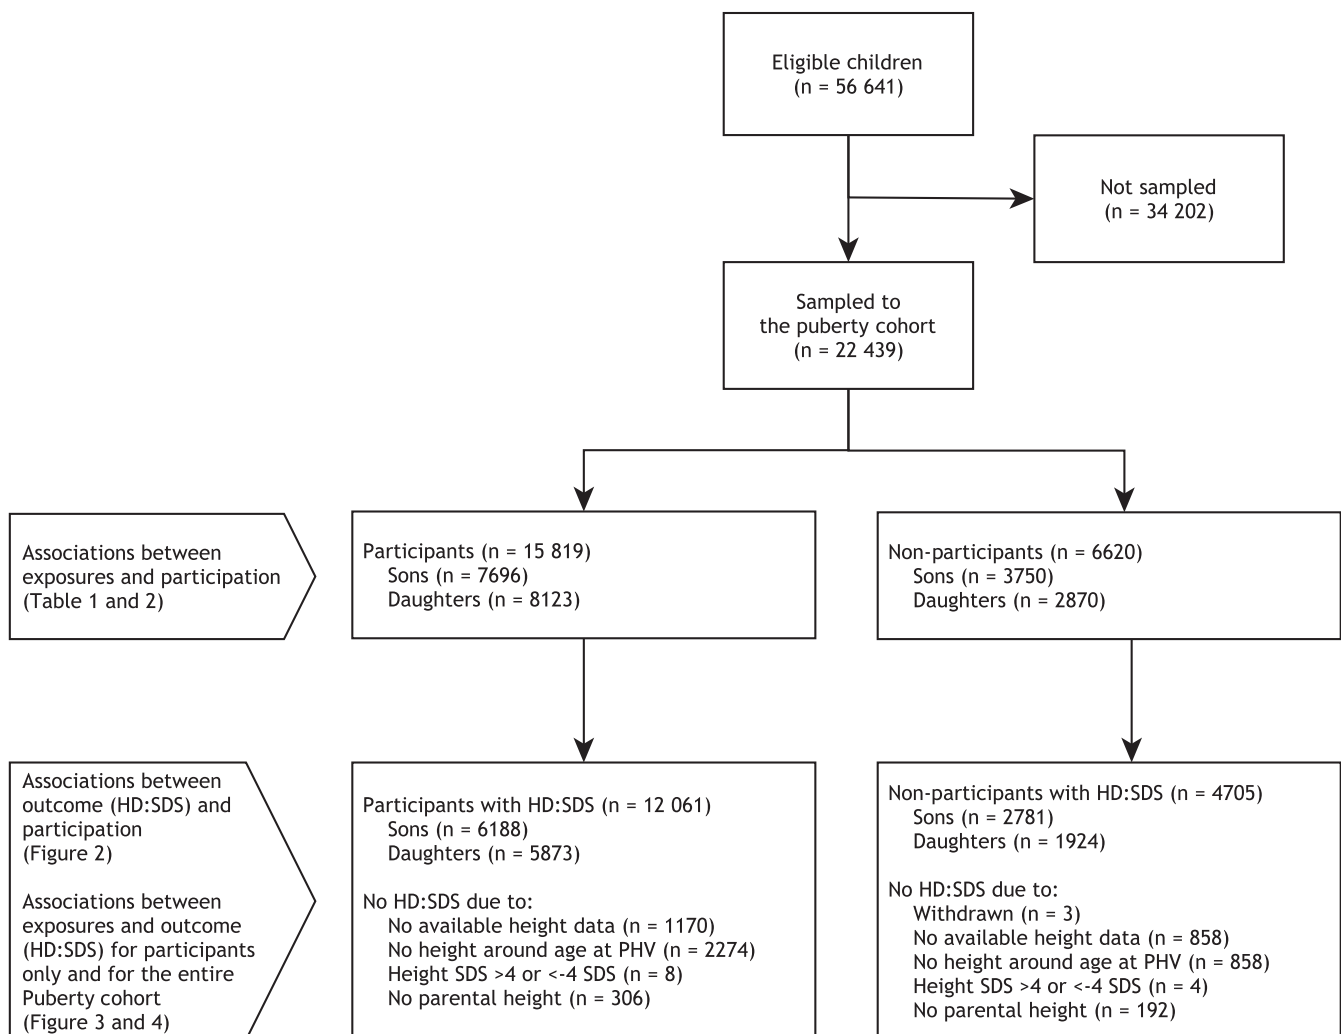 Eligible children
(n = 56 641)
Not sampled
(n = 34 202)
Sampled to
the puberty cohort
(n = 22 439)
Associations between
exposures and participation
(Table 1 and 2)
Participants (n = 15 819)
Sons (n = 7696)
Daughters (n = 8123)
Non-participants (n = 6620)
Sons (n = 3750)
Daughters (n = 2870)
Associations between
outcome (HD:SDS) and
participation
(Figure 2)
Associations between
exposures and outcome
(HD:SDS) for participants
only and for the entire
Puberty cohort
(Figure 3 and 4)
Participants with HD:SDS (n = 12 061)
Sons (n = 6188)
Daughters (n = 5873)
No HD:SDS due to:
No available height data (n = 1170)
No height around age at PHV (n = 2274)
Height SDS >4 or <-4 SDS (n = 8)
No parental height (n = 306)
Non-participants with HD:SDS (n = 4705)
Sons (n = 2781)
Daughters (n = 1924)
No HD:SDS due to:
Withdrawn (n = 3)
No available height data (n = 858)
No height around age at PHV (n = 858)
Height SDS >4 or <-4 SDS (n = 4)
No parental height (n = 192)